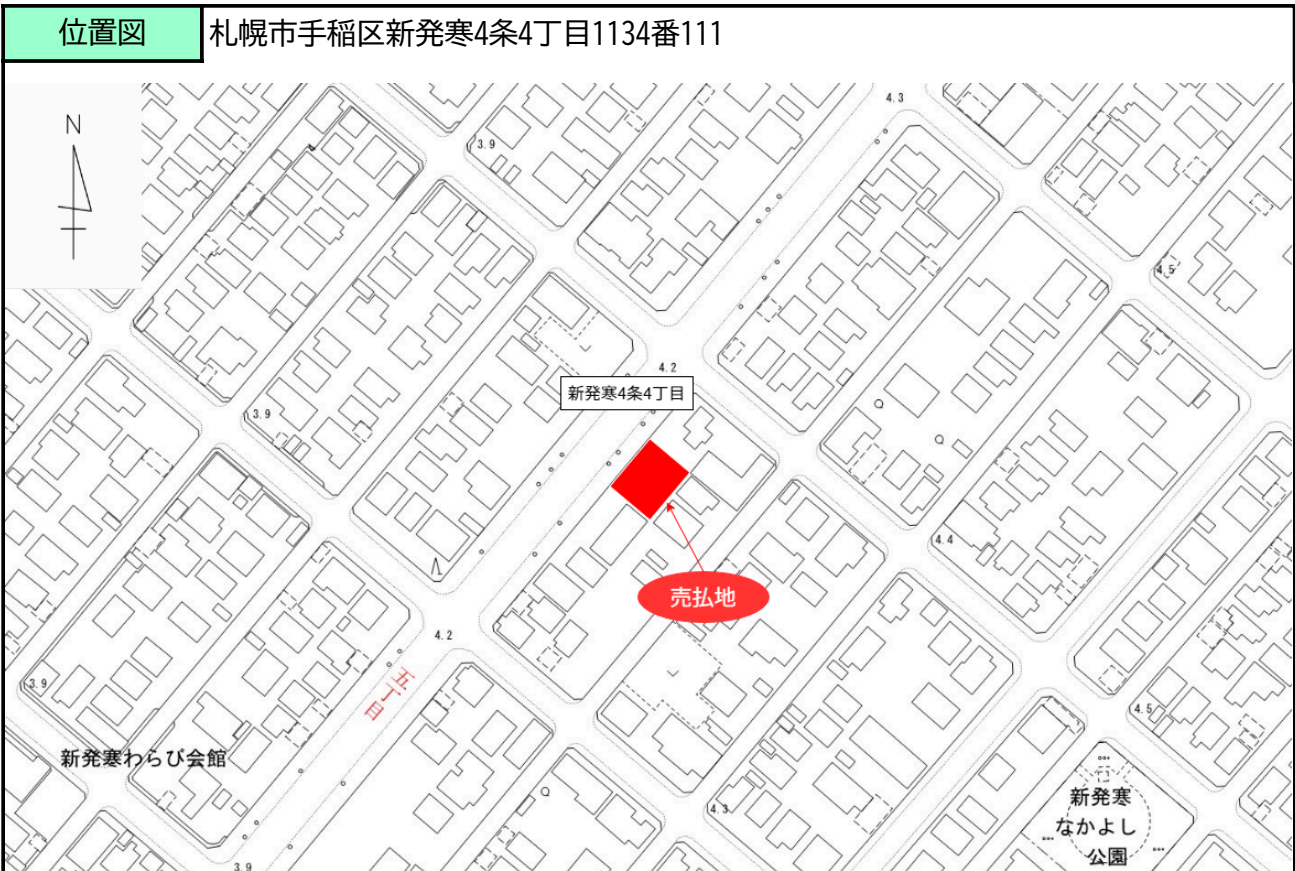 位置図
札幌市手稲区新発寒4条4丁目1134番111
N
4.3
3.9
4.5
4.2
新発寒4条4丁目
3.9
4.4
売払地
4.2
五丁目
3.9
4.5
新発寒わらび会館
新発寒
なかよし
公園
4.3
3.9